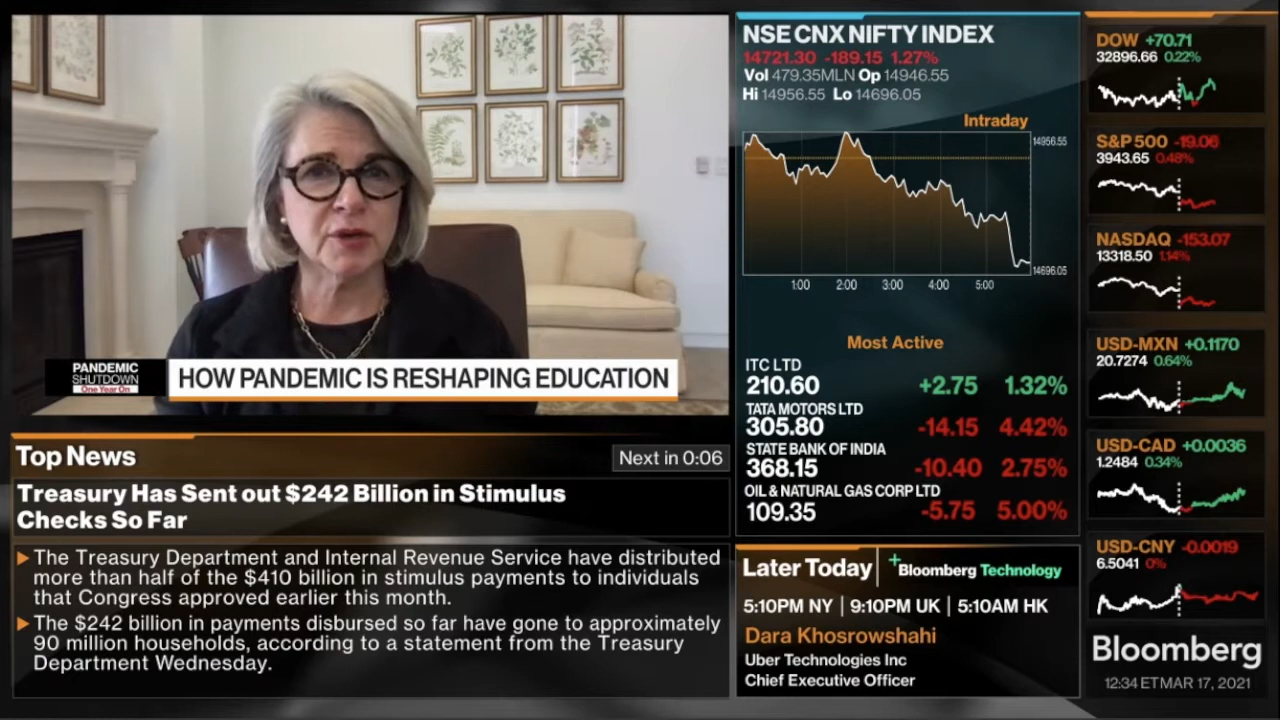 PANDEMIC
SHUTDOWN
One Year On
HOW PANDEMIC IS RESHAPING EDUCATION
Top News
Next in 0:06
Treasury Has Sent out $242 Billion in Stimulus
Checks So Far
The Treasury Department and Internal Revenue Service have distributed
more than half of the $410 billion in stimulus payments to individuals
that Congress approved earlier this month.
The $242 billion in payments disbursed so far have gone to approximately
90 million households, according to a statement from the Treasury
Department Wednesday.
NSE CNX NIFTY INDEX
14721.30 -189.15 1.27%
Vol 479.35MLN Op 14946.55
Hi 14956.55 Lo 14696.05
Intraday
14956.55
14696.05
1:00 2:00 3:00 4:00 5:00
Most Active
ITC LTD
210.60 +2.75 1.32%
TATA MOTORS LTD
305.80 -14.15 4.42%
STATE BANK OF INDIA
368.15 -10.40 2.75%
OIL & NATURAL GAS CORP LTD
109.35 -5.75 5.00%
Later Today + Bloomberg Technology
5:10PM NY | 9:10PM UK | 5:10AM HK
Dara Khosrowshahi
Uber Technologies Inc
Chief Executive Officer
DOW +70.71
32896.66 0.22%
S&P 500 -19.06
3943.65 0.48%
NASDAQ -153.07
13318.50 1.14%
USD-MXN +0.1170
20.7274 0.64%
USD-CAD +0.0036
1.2484 0.34%
USD-CNY -0.0019
6.5041 0%
Bloomberg
12:34 ET MAR 17, 2021